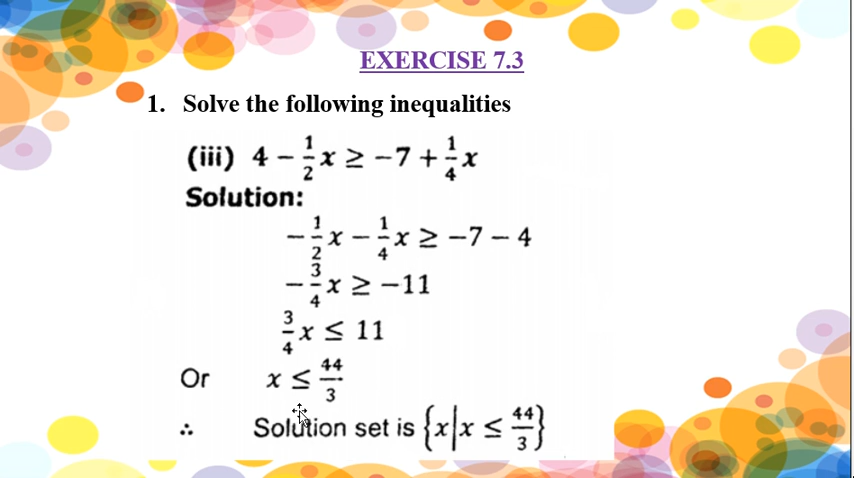 EXERCISE 7.3
1. Solve the following inequalities
(iii) 4 − 1/2 x ≥ −7 + 1/4 x
Solution:
− 1/2 x − 1/4 x ≥ −7 − 4
− 3/4 x ≥ −11
3/4 x ≤ 11
Or x ≤ 44/3
∴ Solution set is {x|x ≤ 44/3}